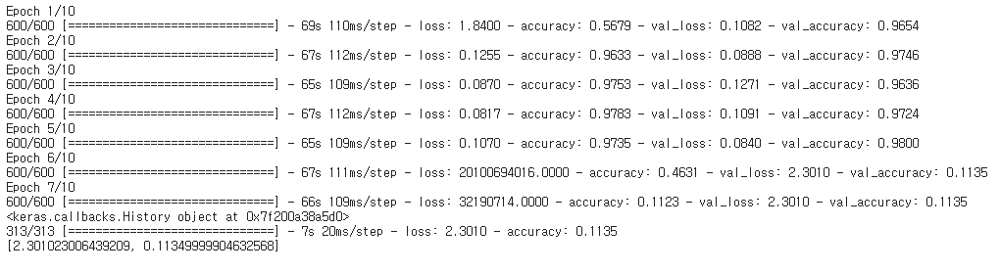 Epoch 1/10
600/600 [==============================] - 69s 110ms/step - loss: 1.8400 - accuracy: 0.5679 - val_loss: 0.1082 - val_accuracy: 0.9654
Epoch 2/10
600/600 [==============================] - 67s 112ms/step - loss: 0.1255 - accuracy: 0.9633 - val_loss: 0.0888 - val_accuracy: 0.9746
Epoch 3/10
600/600 [==============================] - 65s 109ms/step - loss: 0.0870 - accuracy: 0.9753 - val_loss: 0.1271 - val_accuracy: 0.9636
Epoch 4/10
600/600 [==============================] - 67s 112ms/step - loss: 0.0817 - accuracy: 0.9783 - val_loss: 0.1091 - val_accuracy: 0.9724
Epoch 5/10
600/600 [==============================] - 65s 109ms/step - loss: 0.1070 - accuracy: 0.9735 - val_loss: 0.0840 - val_accuracy: 0.9800
Epoch 6/10
600/600 [==============================] - 67s 111ms/step - loss: 20100694016.0000 - accuracy: 0.4631 - val_loss: 2.3010 - val_accuracy: 0.1135
Epoch 7/10
600/600 [==============================] - 66s 109ms/step - loss: 32190714.0000 - accuracy: 0.1123 - val_loss: 2.3010 - val_accuracy: 0.1135
<keras.callbacks.History object at 0x7f200a38a5d0>
313/313 [==============================] - 7s 20ms/step - loss: 2.3010 - accuracy: 0.1135
[2.301023006439209, 0.11349999904632568]